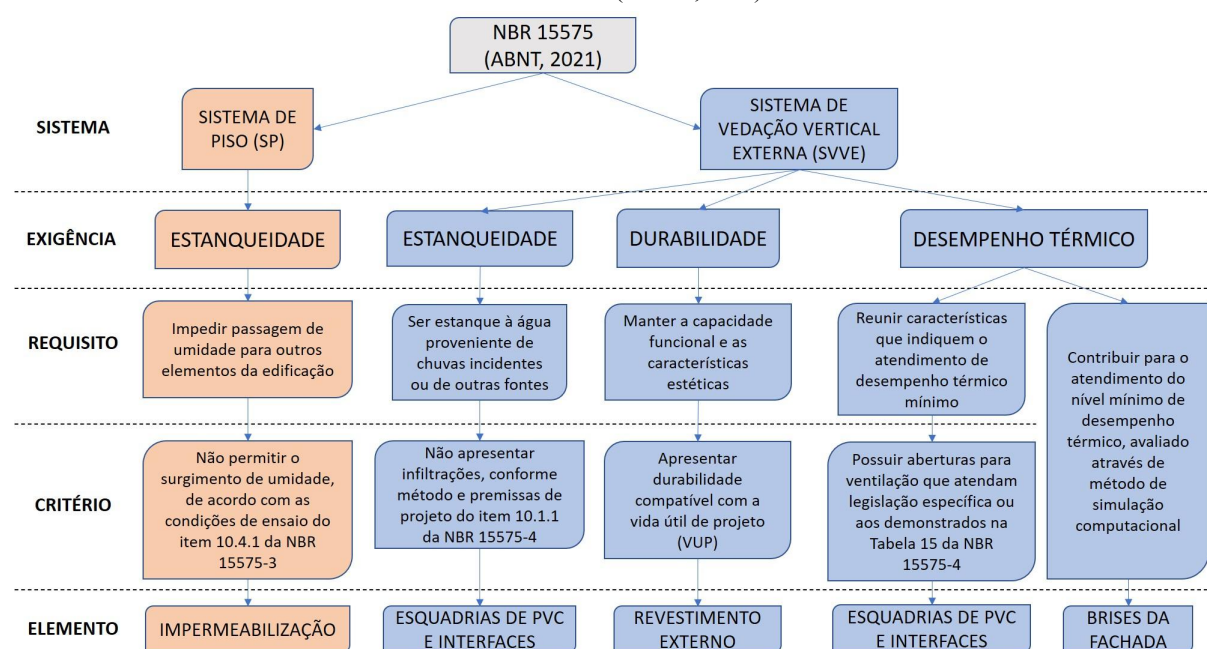 NBR 15575
(ABNT, 2021)
SISTEMA
SISTEMA DE
PISO (SP)
SISTEMA DE
VEDAÇÃO VERTICAL
EXTERNA (SVVE)
EXIGÊNCIA
ESTANQUEIDADE
ESTANQUEIDADE
DURABILIDADE
DESEMPENHO TÉRMICO
REQUISITO
Impedir passagem de
umidade para outros
elementos da edificação
Ser estanque à água
proveniente de
chuvas incidentes
ou de outras fontes
Manter a capacidade
funcional e as
características
estéticas
Reunir características
que indiquem o
atendimento de
desempenho térmico
mínimo
Contribuir para o
atendimento do
nível mínimo de
desempenho
térmico, avaliado
através de
método de
simulação
computacional
CRITÉRIO
Não permitir o
surgimento de umidade,
de acordo com as
condições de ensaio do
item 10.4.1 da NBR
15575-3
Não apresentar
infiltrações, conforme
método e premissas de
projeto do item 10.1.1
da NBR 15575-4
Apresentar
durabilidade
compatível com a
vida útil de projeto
(VUP)
Possuir aberturas para
ventilação que atendam
legislação específica ou
aos demonstrados na
Tabela 15 da NBR
15575-4
ELEMENTO
IMPERMEABILIZAÇÃO
ESQUADRIAS DE PVC
E INTERFACES
REVESTIMENTO
EXTERNO
ESQUADRIAS DE PVC
E INTERFACES
BRISES DA
FACHADA